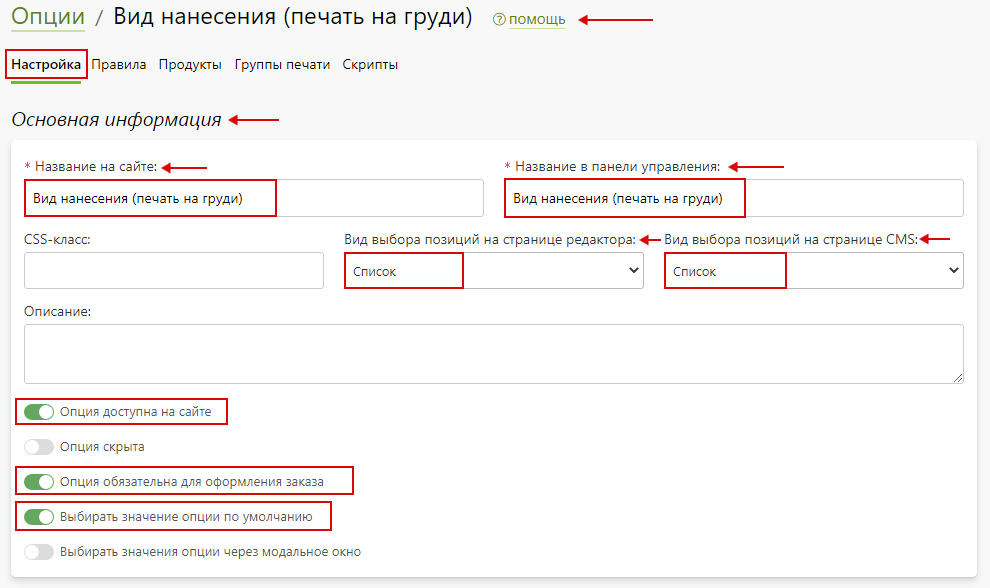 Опции / Вид нанесения (печать на груди) ? помощь
Настройка Правила Продукты Группы печати Скрипты
Основная информация
* Название на сайте: * Название в панели управления:
Вид нанесения (печать на груди) Вид нанесения (печать на груди)
CSS-класс: Вид выбора позиций на странице редактора: Вид выбора позиций на странице CMS:
Список Список
Описание:
Опция доступна на сайте
Опция скрыта
Опция обязательна для оформления заказа
Выбирать значение опции по умолчанию
Выбирать значения опции через модальное окно